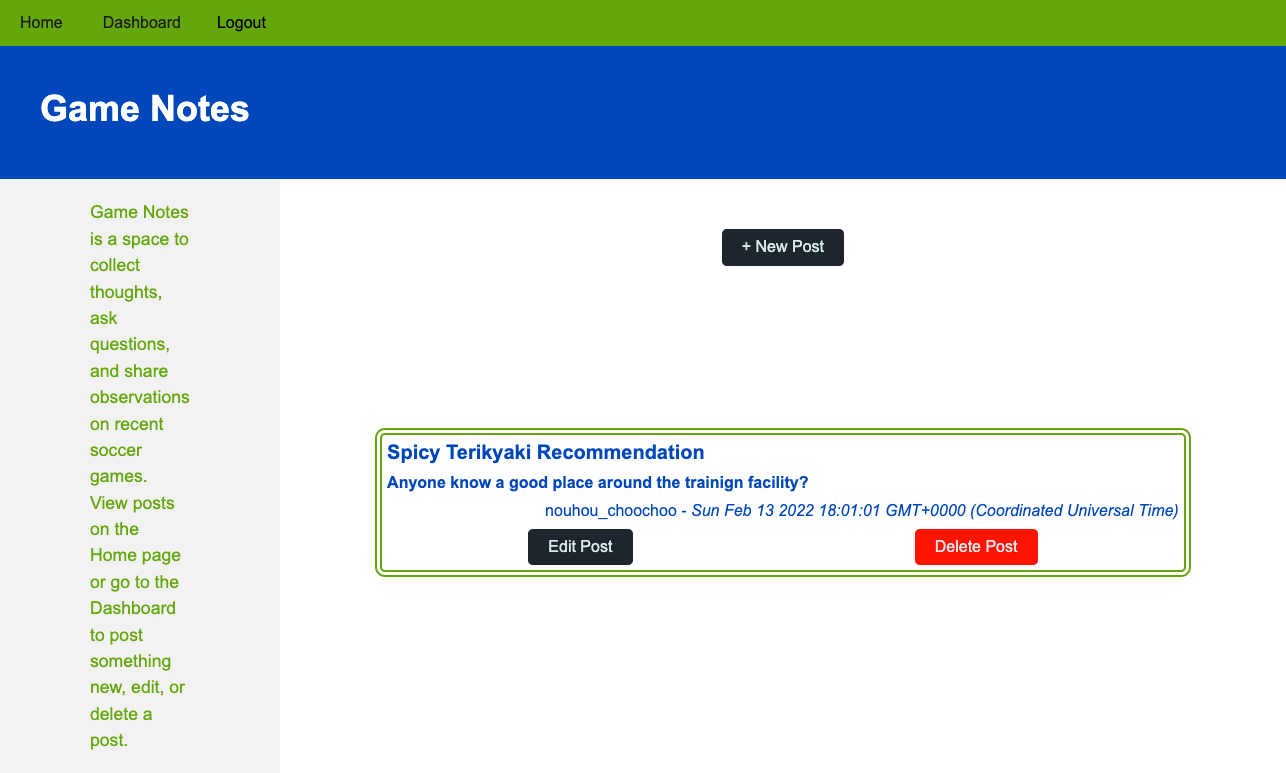 Home Dashboard Logout
Game Notes
Game Notes
is a space to
collect
thoughts,
ask
questions,
and share
observations
on recent
soccer
games.
View posts
on the
Home page
or go to the
Dashboard
to post
something
new, edit, or
delete a
post.
+ New Post
Spicy Terikyaki Recommendation
Anyone know a good place around the trainign facility?
nouhou_choochoo - Sun Feb 13 2022 18:01:01 GMT+0000 (Coordinated Universal Time)
Edit Post Delete Post